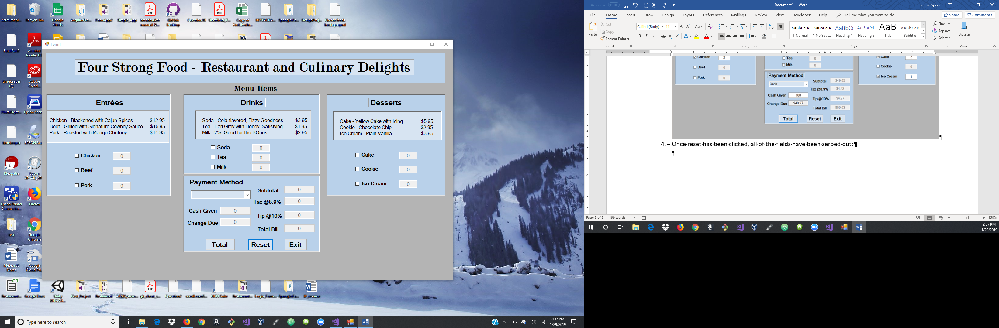 datetimepi...
Recycle Bin
Google Sheets
AngularPro...
FormApp2
Simple_App
breadmaker manual &...
GitHub Desktop
Question10
Unofficial_T...
Copy of First_Evalu...
RESTAURA...
SpanglerFa...
DesignProj...
Firefox feeds backup.opml
FinalPart2
Acrobat Reader DC
timekeeper (2)
Adobe Creati...
PluralSight...
Epson Scan
timekeeper
EPSON Sc
Kleopatra
Epson XP-440_XP
Epson Printer Connectio...
Firefox
test
Google Chrome
Meteor JS Notes
Google Cloud Pri
Restaurant...
Google Docs
Unity 2017.3.0...
First_Project
Restaurant
ATMSystem...
git_cheat_s...
Question2
umslLearnS...
NCH Suite
Restaurant...
Login_Form...
SpanglerFa...
JP_resume
Form1
Four Strong Food - Restaurant and Culinary Delights
Menu Items
Entrées
Chicken - Blackened with Cajun Spices $12.95
Beef - Grilled with Signature Cowboy Sauce $16.95
Pork - Roasted with Mango Chutney $14.95
Chicken 0
Beef 0
Pork 0
Drinks
Soda - Cola-flavored; Fizzy Goodness $3.95
Tea - Earl Grey with Honey; Satisfying $1.95
Milk - 2%; Good for the BOnes $2.95
Soda 0
Tea 0
Milk 0
Desserts
Cake - Yellow Cake with Icing $5.95
Cookie - Chocolate Chip $2.95
Ice Cream - Plain Vanilla $3.95
Cake 0
Cookie 0
Ice Cream 0
Payment Method
Subtotal 0
Tax @8.9% 0
Cash Given 0
Tip @10% 0
Change Due 0
Total Bill 0
Total Reset Exit
Type here to search
2:37 PM
1/29/2019
AutoSave Off
Document1 - Word
Jennie Speer
File Home Insert Draw Design Layout References Mailings Review View Developer Help Tell me what you want to do Share Comments
Paste
Cut
Copy
Format Painter
Clipboard
Calibri (Body) 11
Font
Paragraph
AaBbCcDc AaBbCcDc AaBbCc AaBbCcE AaB AaBbCcD
¶ Normal ¶ No Spac... Heading 1 Heading 2 Title Subtitle
Styles
Find
Replace
Select
Editing
Dictate
Voice
Chicken 2
Beef 0
Pork 0
Tea 0
Milk 0
Cake 2
Cookie 0
Ice Cream 1
Payment Method
Cash
Subtotal $49.65
Tax @8.9% $4.42
Cash Given 100
Tip @10% $4.97
Change Due $40.97
Total Bill $59.03
Total Reset Exit
¶
4. → Once·reset·has·been·clicked,·all·of·the·fields·have·been·zeroed·out:¶
¶
Page 2 of 2 199 words 150%
2:37 PM
1/29/2019